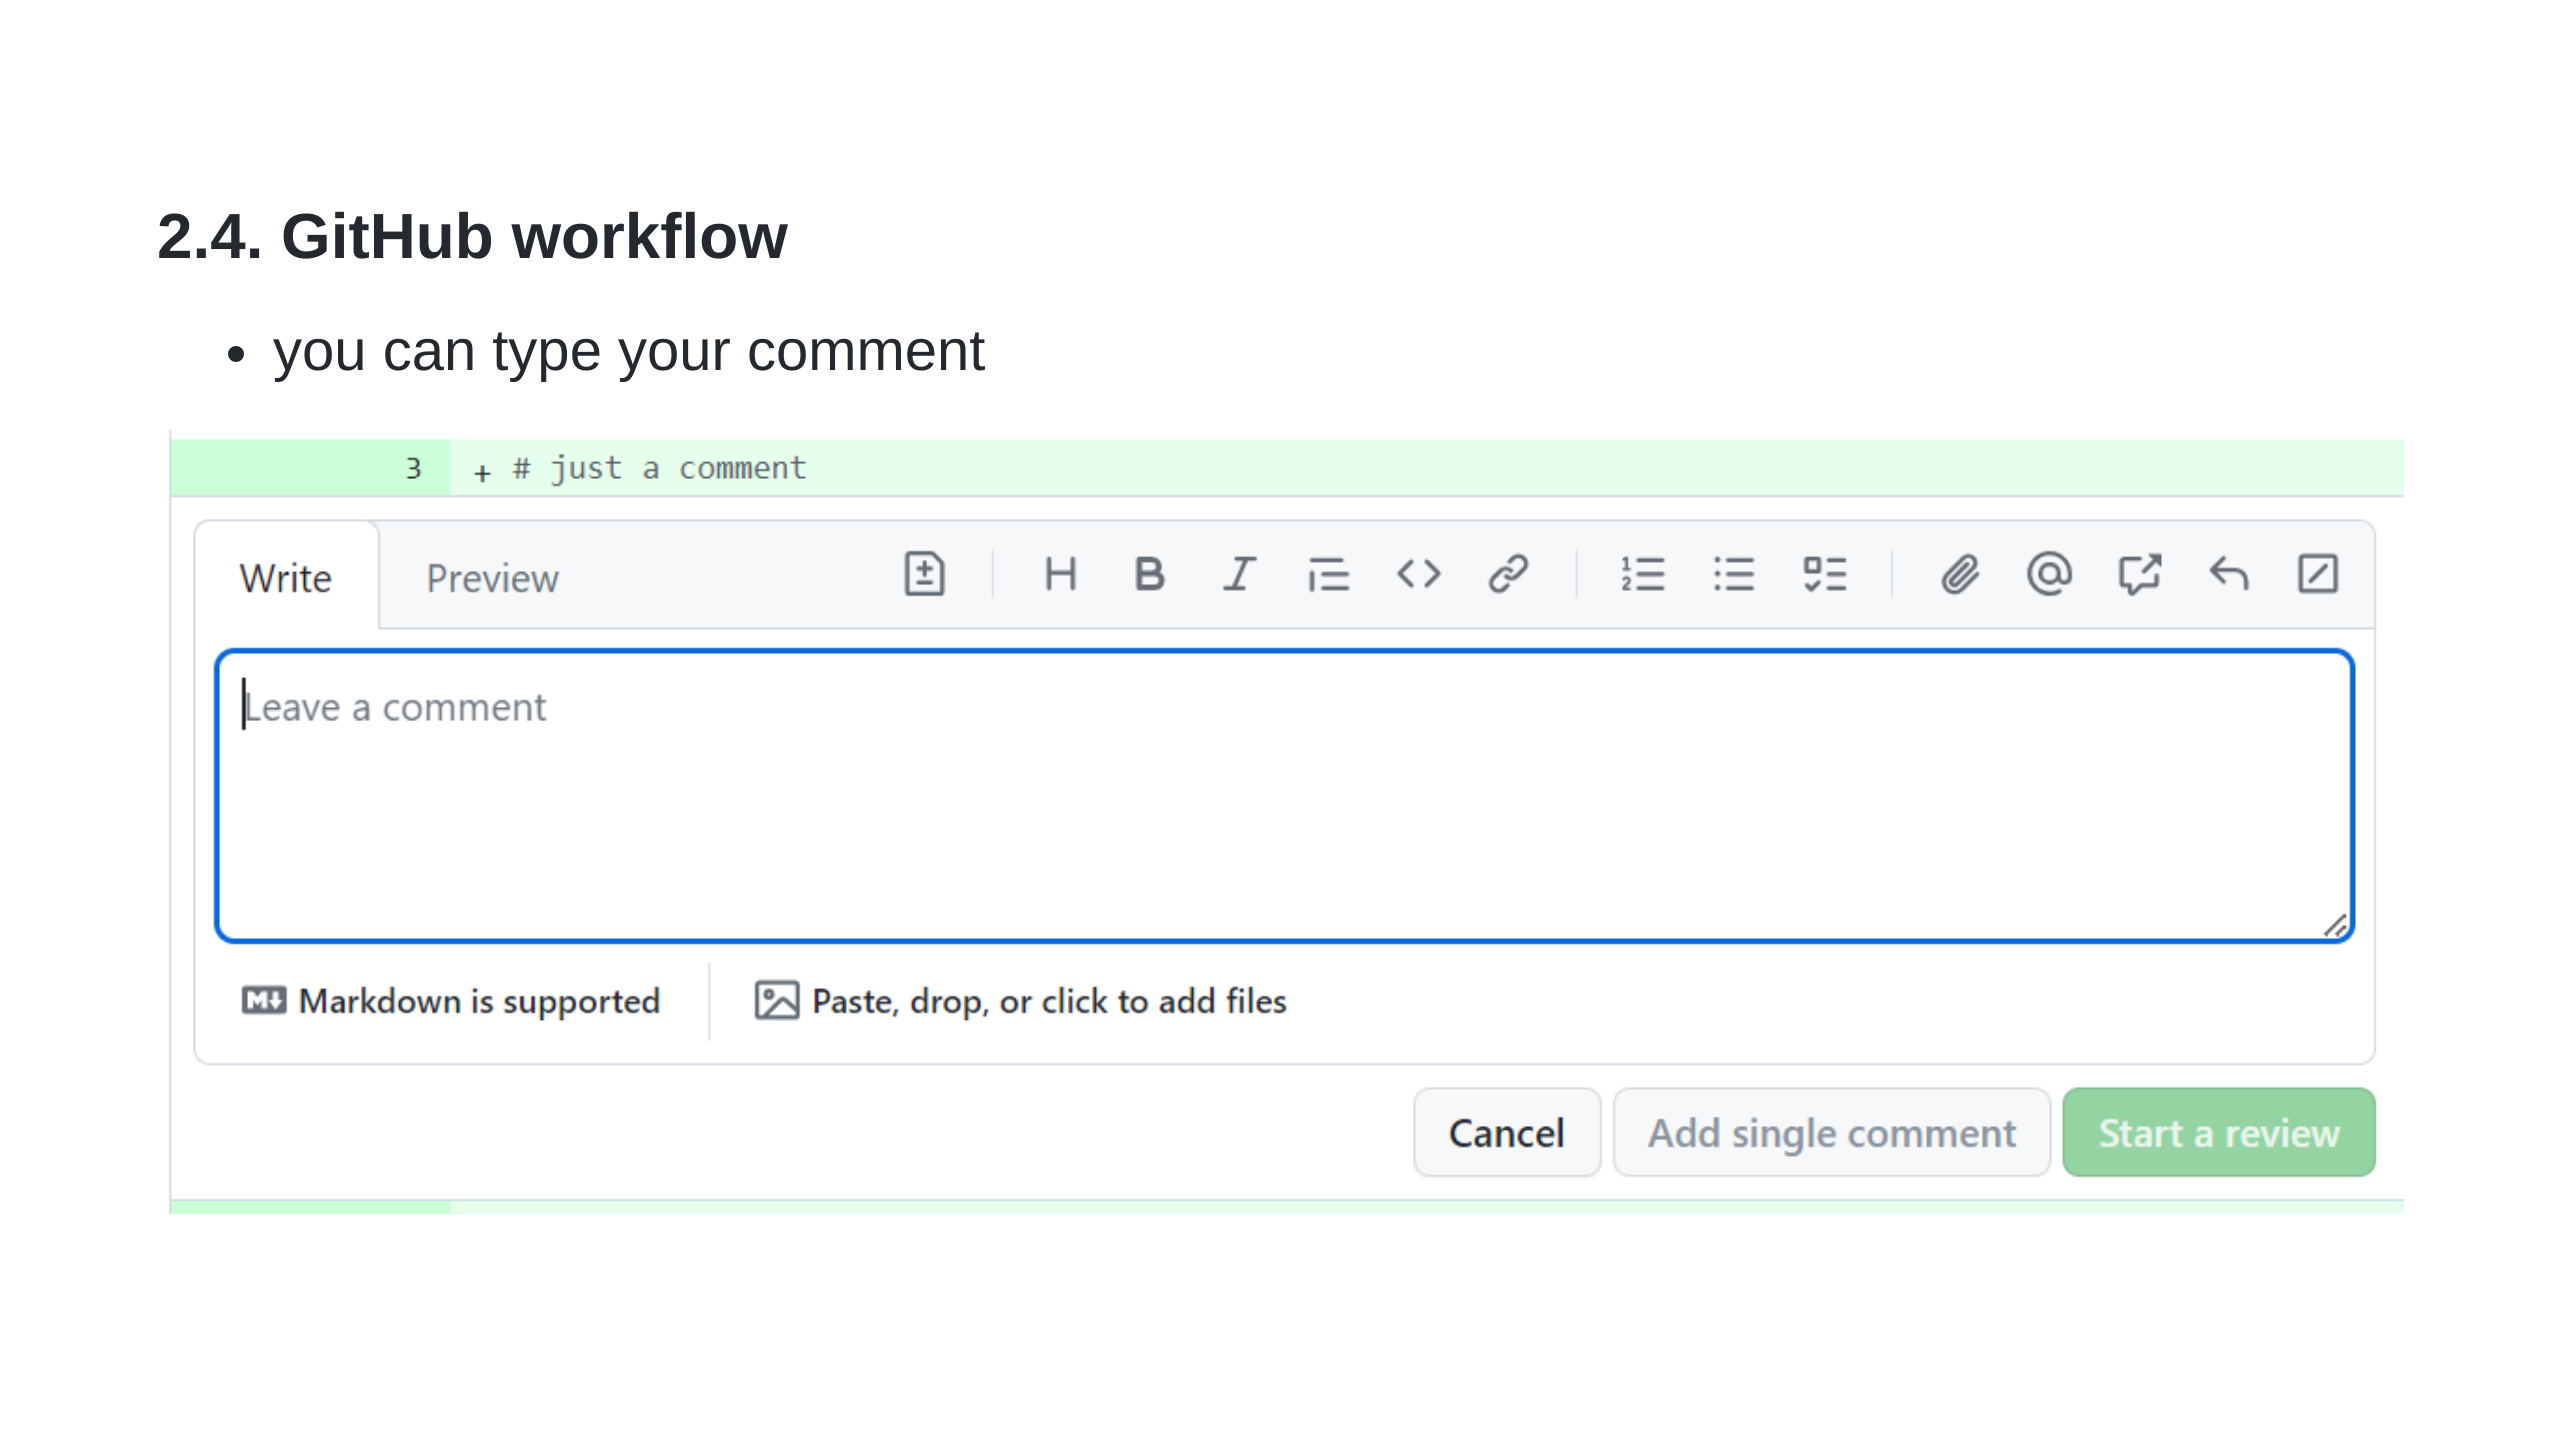 2.4. GitHub workflow
• you can type your comment
3 + # just a comment
Write Preview H B I
Leave a comment
M Markdown is supported Paste, drop, or click to add files
Cancel Add single comment Start a review